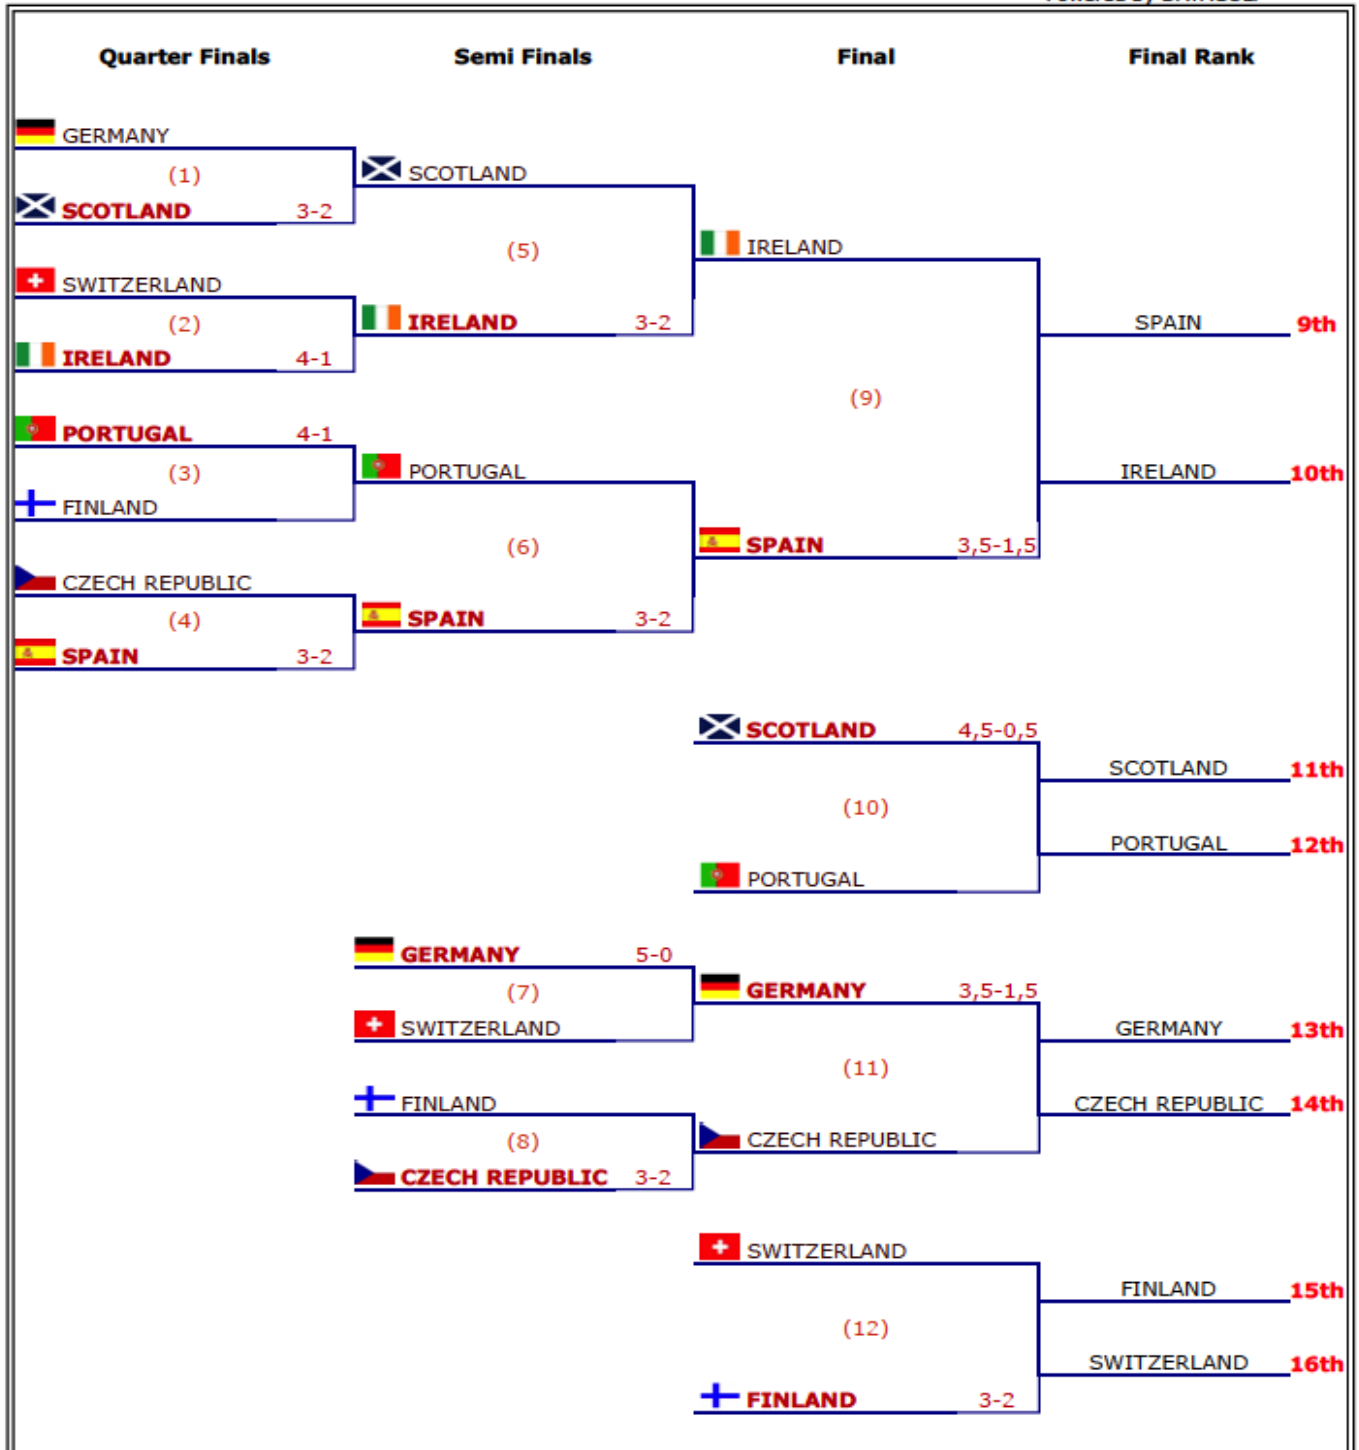 Quarter Finals Semi Finals Final Final Rank
GERMANY
(1)
SCOTLAND 3-2
SWITZERLAND
(2)
IRELAND 4-1
PORTUGAL 4-1
(3)
FINLAND
CZECH REPUBLIC
(4)
SPAIN 3-2
SCOTLAND
(5)
IRELAND 3-2
PORTUGAL
(6)
SPAIN 3-2
GERMANY 5-0
(7)
SWITZERLAND
FINLAND
(8)
CZECH REPUBLIC 3-2
IRELAND
(9)
SPAIN 3,5-1,5
SCOTLAND 4,5-0,5
(10)
PORTUGAL
GERMANY 3,5-1,5
(11)
CZECH REPUBLIC
SWITZERLAND
(12)
FINLAND 3-2
SPAIN 9th
IRELAND 10th
SCOTLAND 11th
PORTUGAL 12th
GERMANY 13th
CZECH REPUBLIC 14th
FINLAND 15th
SWITZERLAND 16th